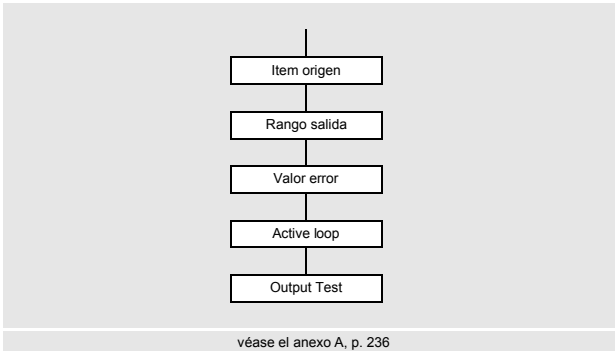 Item origen
Rango salida
Valor error
Active loop
Output Test
véase el anexo A, p. 236